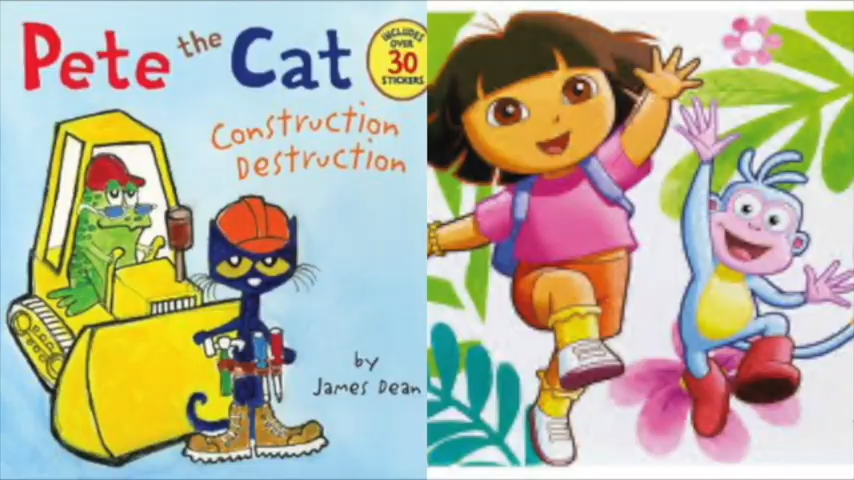 Pete the Cat
INCLUDES
OVER
30
STICKERS
Construction
Destruction
by
James Dean